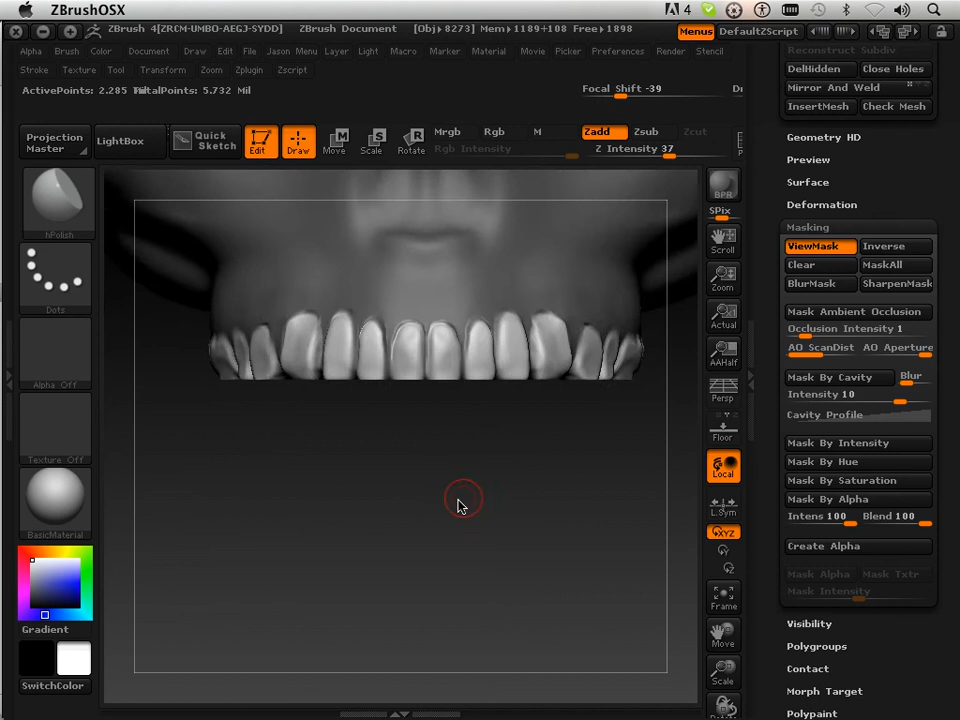 ZBrushOSX
4
ZBrush 4[ZRCM-UMBO-AEGJ-SYDD] ZBrush Document [Obj▸8273] Mem▸1189+108 Free▸1898 Menus DefaultZScript
Alpha Brush Color Document Draw Edit File Jason Menu Layer Light Macro Marker Material Movie Picker Preferences Render Stencil
Stroke Texture Tool Transform Zoom Zplugin Zscript
ActivePoints: 2.285 Mil
TotalPoints: 5.732 Mil
Focal Shift -39
Projection Master
LightBox
Quick Sketch
Edit
Draw
Move
Scale
Rotate
Mrgb Rgb M
Rgb Intensity
Zadd Zsub Zcut
Z Intensity 37
hPolish
Dots
Alpha Off
Texture Off
BasicMaterial
Gradient
SwitchColor
BPR
SPix
Scroll
Zoom
Actual
AAHalf
Persp
Floor
Local
L.Sym
XYZ
Y
Z
Frame
Move
Scale
Reconstruct Subdiv
DelHidden Close Holes
Mirror And Weld
InsertMesh Check Mesh
Geometry HD
Preview
Surface
Deformation
Masking
ViewMask Inverse
Clear MaskAll
BlurMask SharpenMask
Mask Ambient Occlusion
Occlusion Intensity 1
AO ScanDist AO Aperture
Mask By Cavity Blur
Intensity 10
Cavity Profile
Mask By Intensity
Mask By Hue
Mask By Saturation
Mask By Alpha
Intens 100 Blend 100
Create Alpha
Mask Alpha Mask Txtr
Mask Intensity
Visibility
Polygroups
Contact
Morph Target
Polypaint